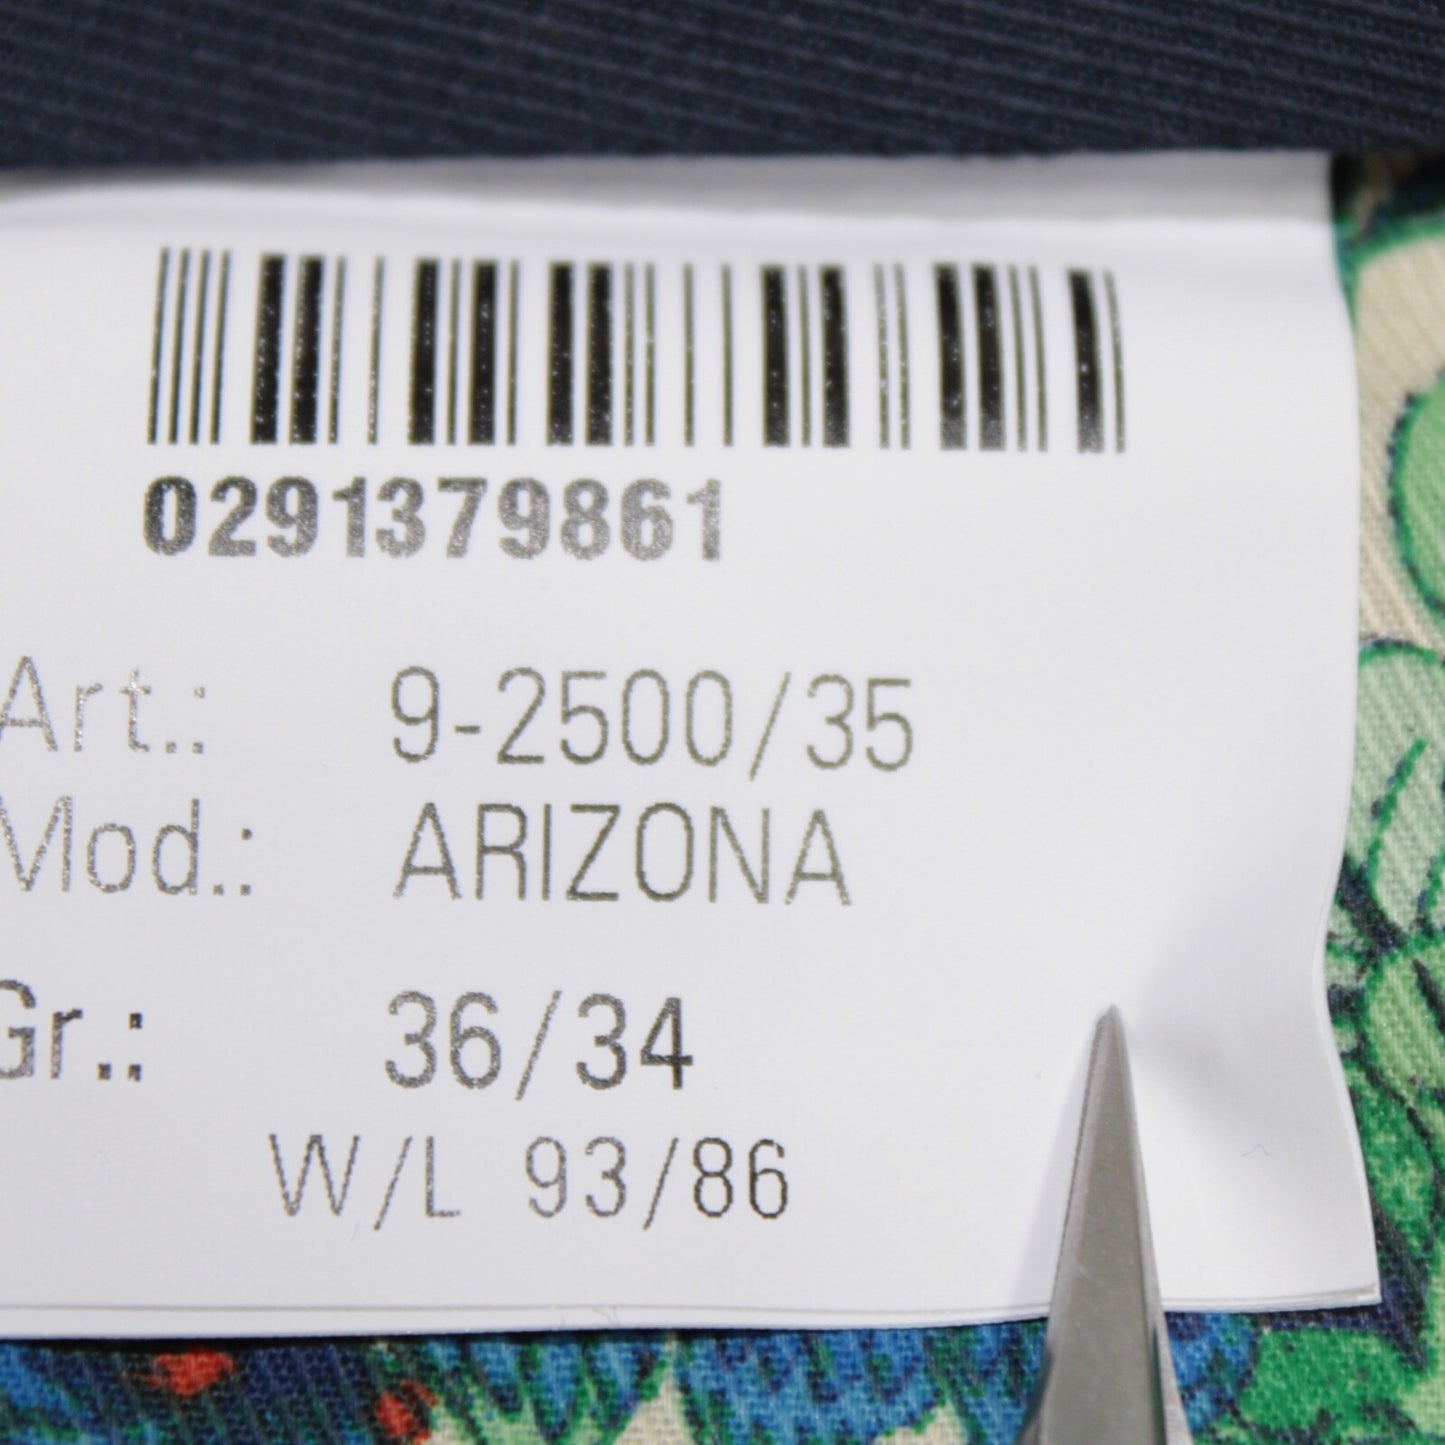 0291379861
Art.: 9-2500/35
Mod.: ARIZONA
Gr.: 36/34
W/L 93/86